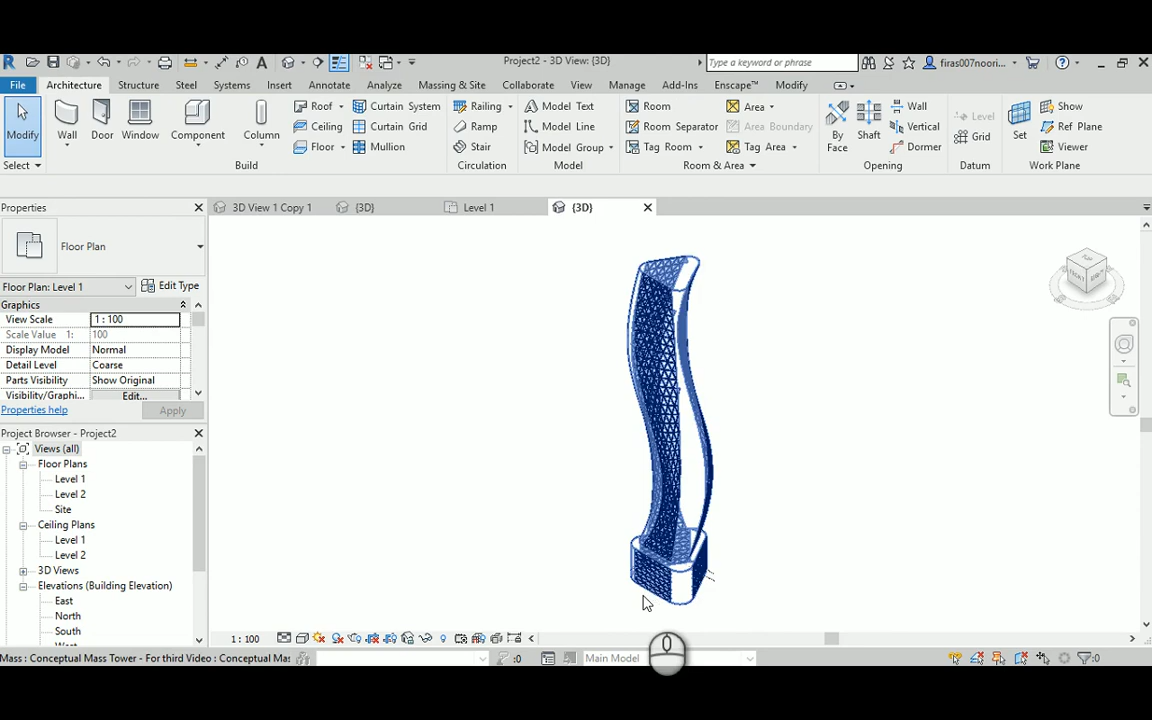 Project2 - 3D View: {3D}
Type a keyword or phrase
firas007noori...
File Architecture Structure Steel Systems Insert Annotate Analyze Massing & Site Collaborate View Manage Add-Ins Enscape™ Modify
Roof Curtain System Railing Model Text Room Area Wall Level Show
Modify Wall Door Window Component Column Ceiling Curtain Grid Ramp Model Line Room Separator Area Boundary By Face Shaft Vertical Grid Set Ref Plane
Floor Mullion Stair Model Group Tag Room Tag Area Dormer Viewer
Select Build Circulation Model Room & Area Opening Datum Work Plane
Properties
3D View 1 Copy 1 {3D} Level 1 {3D}
Floor Plan
Floor Plan: Level 1 Edit Type
Graphics
View Scale 1 : 100
Scale Value 1: 100
Display Model Normal
Detail Level Coarse
Parts Visibility Show Original
Visibility/Graphi... Edit...
Properties help Apply
Project Browser - Project2
Views (all)
Floor Plans
Level 1
Level 2
Site
Ceiling Plans
Level 1
Level 2
3D Views
Elevations (Building Elevation)
East
North
South
FRONT
1 : 100
Mass : Conceptual Mass Tower - For third Video : Conceptual Mas
:0
Main Model
:0